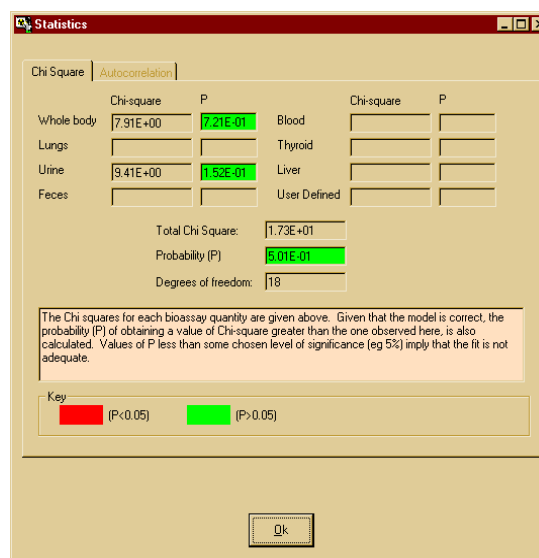 Statistics
Chi Square Autocorrelation
Chi-square P Chi-square P
Whole body 7.91E+00 7.21E-01 Blood
Lungs Thyroid
Urine 9.41E+00 1.52E-01 Liver
Feces User Defined
Total Chi Square: 1.73E+01
Probability (P) 5.01E-01
Degrees of freedom: 18
The Chi squares for each bioassay quantity are given above. Given that the model is correct, the
probability (P) of obtaining a value of Chi-square greater than the one observed here, is also
calculated. Values of P less than some chosen level of significance (eg 5%) imply that the fit is not
adequate.
Key
(P<0.05) (P>0.05)
Ok